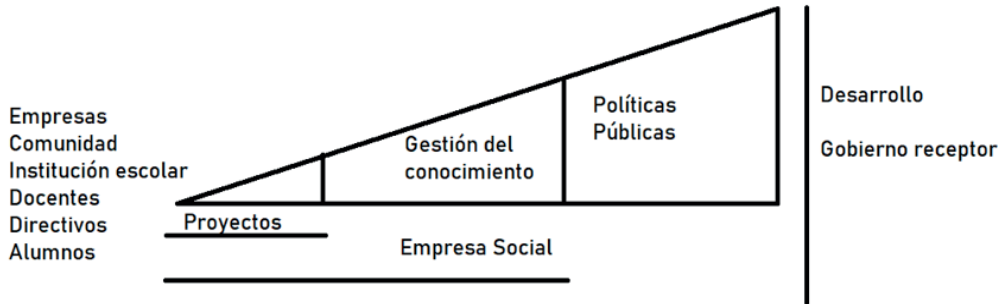 Empresas
Comunidad
Institución escolar
Docentes
Directivos
Alumnos
Proyectos
Gestión del
conocimiento
Empresa Social
Políticas
Públicas
Desarrollo
Gobierno receptor